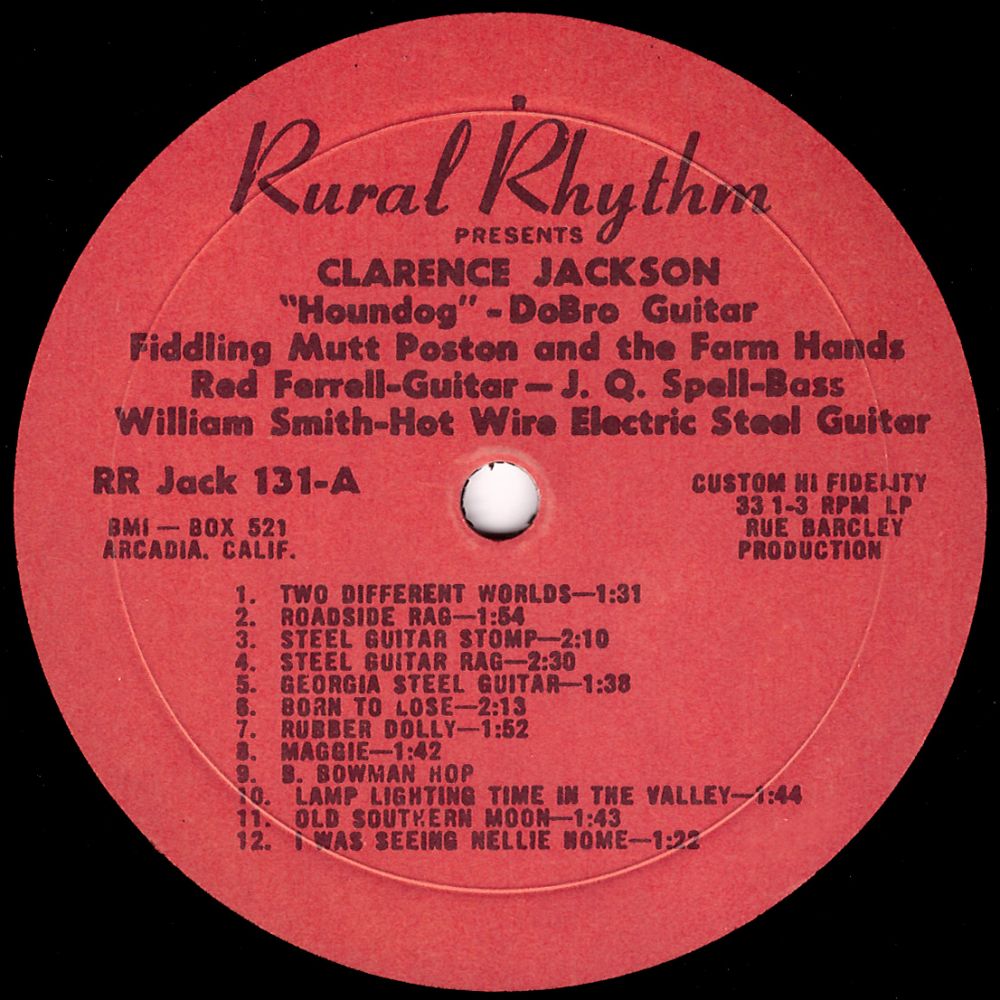 Rural Rhythm
PRESENTS
CLARENCE JACKSON
"Houndog" - DoBro Guitar
Fiddling Mutt Poston and the Farm Hands
Red Ferrell-Guitar — J. Q. Spell-Bass
William Smith-Hot Wire Electric Steel Guitar
RR Jack 131-A
BMI — BOX 521
ARCADIA. CALIF.
CUSTOM HI FIDELITY
33 1-3 RPM LP
RUE BARCLEY
PRODUCTION
1. TWO DIFFERENT WORLDS—1:31
2. ROADSIDE RAG—1:54
3. STEEL GUITAR STOMP—2:10
4. STEEL GUITAR RAG—2:30
5. GEORGIA STEEL GUITAR—1:38
6. BORN TO LOSE—2:13
7. RUBBER DOLLY—1:52
8. MAGGIE—1:42
9. B. BOWMAN HOP
10. LAMP LIGHTING TIME IN THE VALLEY—1:44
11. OLD SOUTHERN MOON—1:43
12. I WAS SEEING NELLIE NOME—1:22